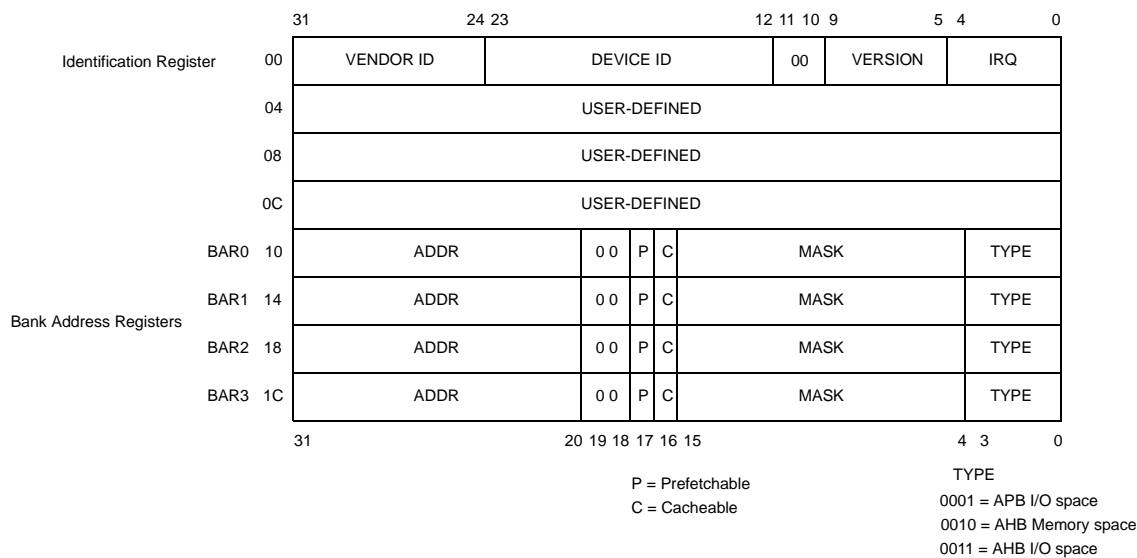 31 24 23 12 11 10 9 5 4 0
Identification Register 00 VENDOR ID DEVICE ID 00 VERSION IRQ
04 USER-DEFINED
08 USER-DEFINED
0C USER-DEFINED
BAR0 10 ADDR 0 0 P C MASK TYPE
BAR1 14 ADDR 0 0 P C MASK TYPE
Bank Address Registers
BAR2 18 ADDR 0 0 P C MASK TYPE
BAR3 1C ADDR 0 0 P C MASK TYPE
31 20 19 18 17 16 15 4 3 0
P = Prefetchable
C = Cacheable
TYPE
0001 = APB I/O space
0010 = AHB Memory space
0011 = AHB I/O space